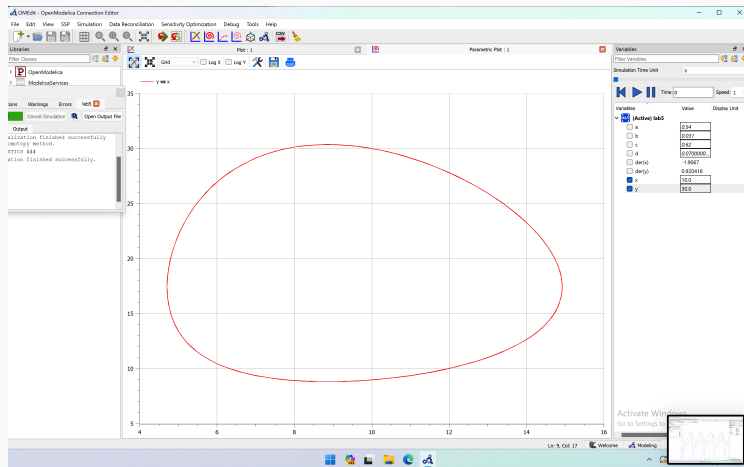 OMEdit - OpenModelica Connection Editor
File Edit View SSP Simulation Data Reconciliation Sensitivity Optimization Debug Tools Help
Libraries
Filter Classes
OpenModelica
ModelicaServices
ons Warnings Errors lab5
Cancel Simulation Open Output File
Output
alization finished successfully
omotopy method.
STICS ###
ation finished successfully.
Plot : 1
Parametric Plot : 1
Grid Log X Log Y
y vs x
35
30
25
20
15
10
5
4 6 8 10 12 14 16
Variables
Filter Variables
Simulation Time Unit s
Time: 0 Speed: 1
Variables Value Display Unit
(Active) lab5
a 0.54
b 0.031
c 0.62
d 0.0700000...
der(x) -1.9067
der(y) 0.920416
x 10.0
y 30.0
Activate Windows
Go to Settings to
Ln: 9, Col: 17 Welcome Modeling